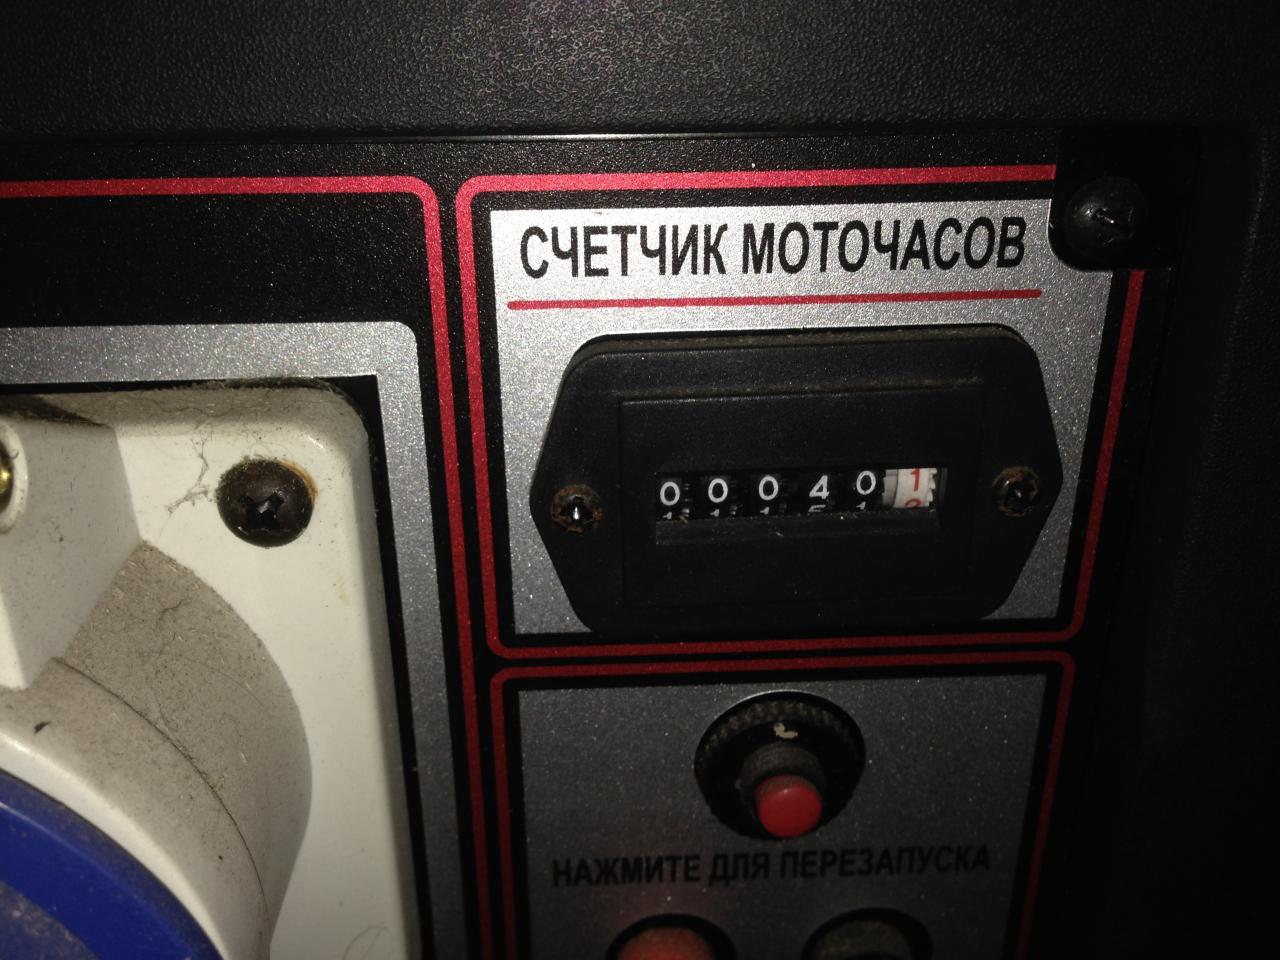 СЧЕТЧИК МОТОЧАСОВ
000401
НАЖМИТЕ ДЛЯ ПЕРЕЗАПУСКА